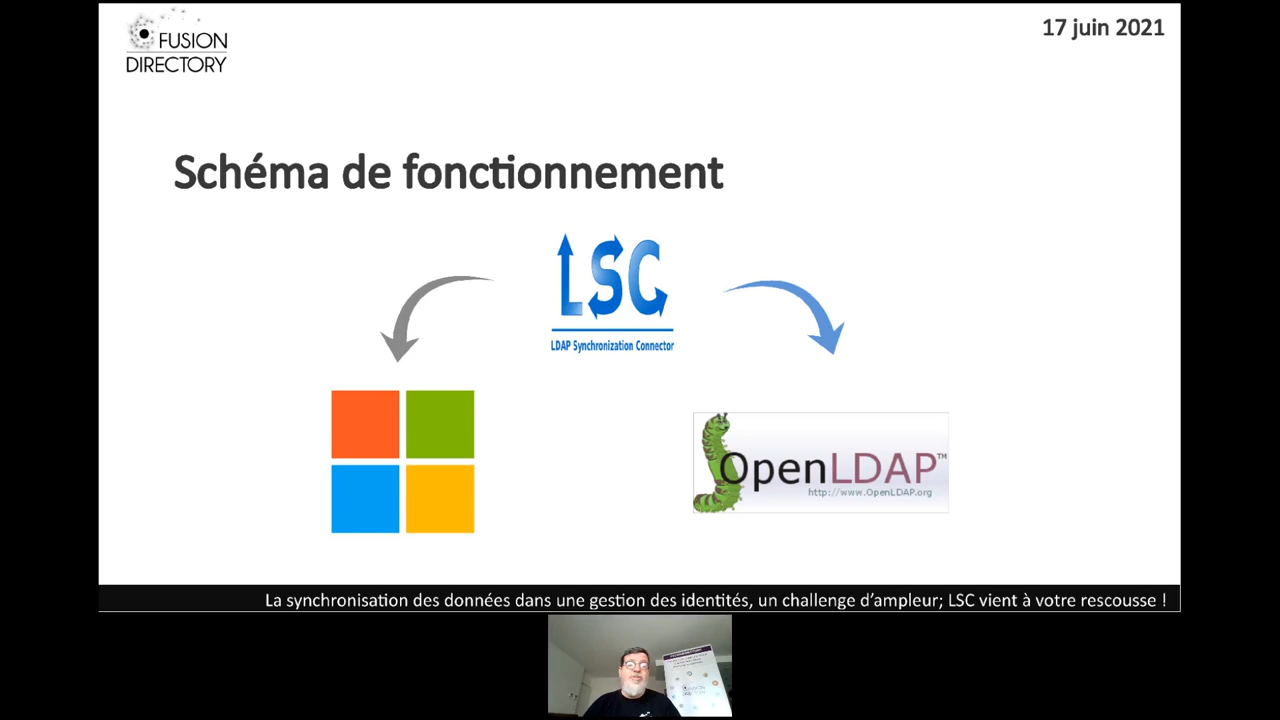 FUSION
DIRECTORY
17 juin 2021
Schéma de fonctionnement
LSC
LDAP Synchronization Connector
OpenLDAP™
http://www.OpenLDAP.org
La synchronisation des données dans une gestion des identités, un challenge d'ampleur; LSC vient à votre rescousse !
FUSION